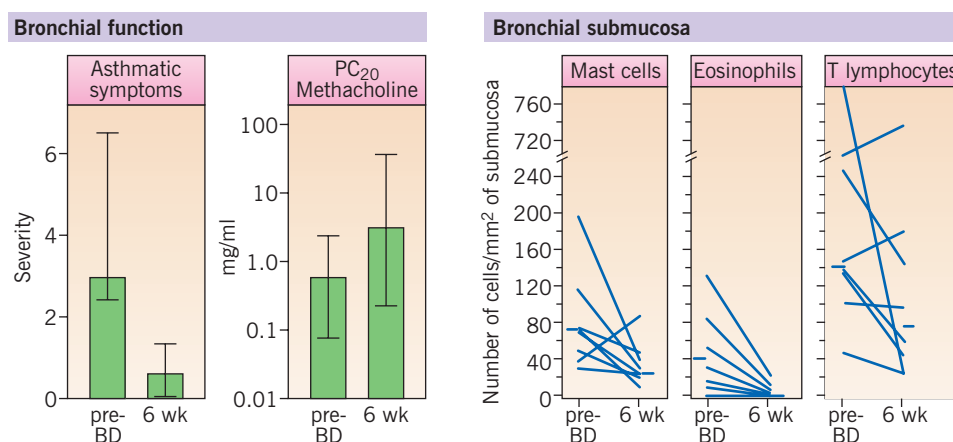 Bronchial function
Asthmatic
symptoms
Severity
6
4
2
0
pre-
BD
6 wk
PC20
Methacholine
mg/ml
100
10
1.0
0.1
0.01
pre-
BD
6 wk
Bronchial submucosa
Number of cells/mm² of submucosa
760
720
240
200
160
120
80
40
0
Mast cells
pre-
BD
6 wk
Eosinophils
pre-
BD
6 wk
T lymphocytes
pre-
BD
6 wk